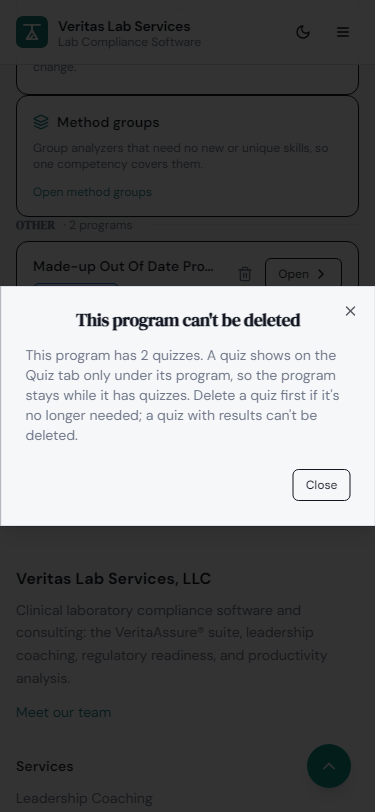 Veritas Lab Services
Lab Compliance Software
change.
Method groups
Group analyzers that need no new or unique skills, so
one competency covers them.
Open method groups
OTHER · 2 programs
Made-up Out Of Date Pro...
Open
This program can't be deleted
This program has 2 quizzes. A quiz shows on the
Quiz tab only under its program, so the program
stays while it has quizzes. Delete a quiz first if it's
no longer needed; a quiz with results can't be
deleted.
Close
Veritas Lab Services, LLC
Clinical laboratory compliance software and
consulting: the VeritaAssure® suite, leadership
coaching, regulatory readiness, and productivity
analysis.
Meet our team
Services
Leadership Coaching